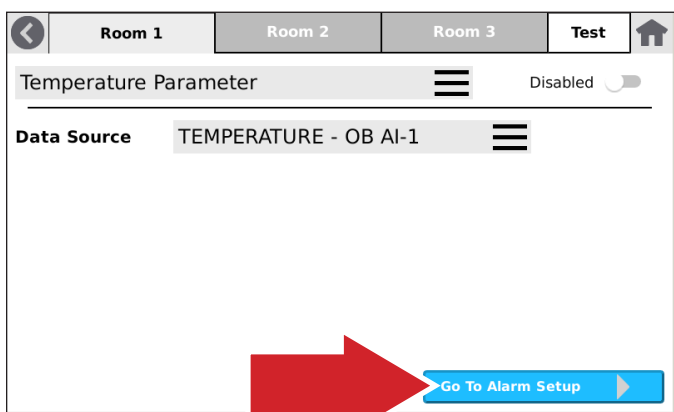 Room 1 Room 2 Room 3 Test
Temperature Parameter Disabled
Data Source TEMPERATURE - OB AI-1
Go To Alarm Setup